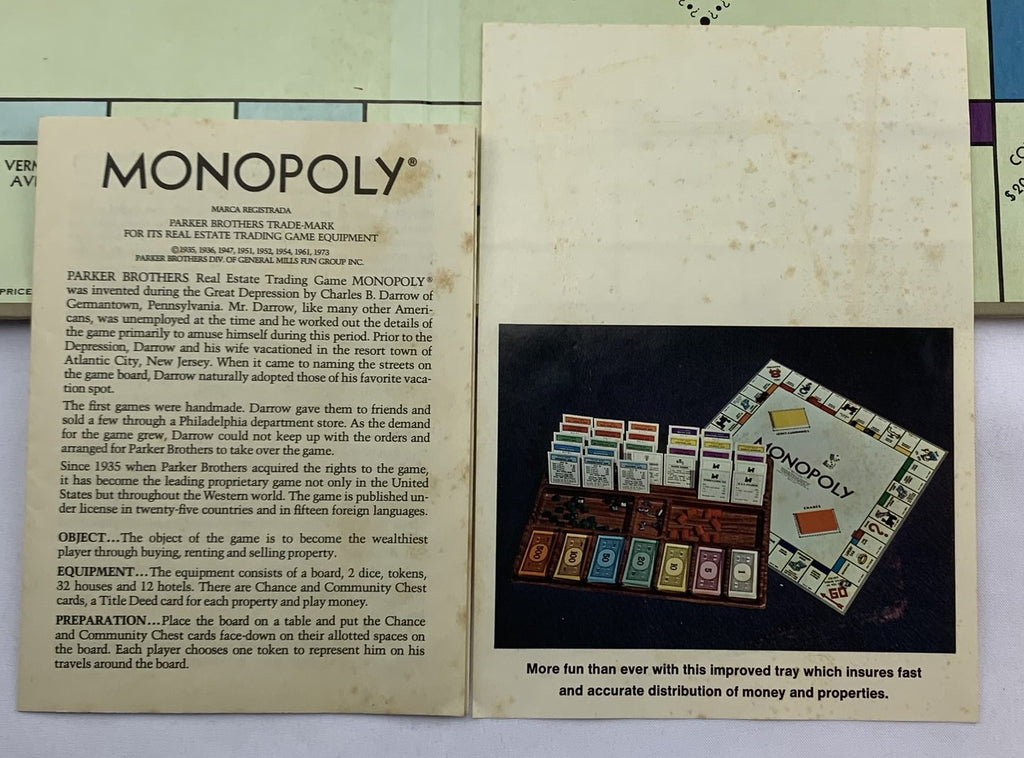 VERM
AV
PRICE
CO
$20
MONOPOLY®
MARCA REGISTRADA
PARKER BROTHERS TRADE-MARK
FOR ITS REAL ESTATE TRADING GAME EQUIPMENT
©1935, 1936, 1947, 1951, 1952, 1954, 1961, 1973
PARKER BROTHERS DIV. OF GENERAL MILLS FUN GROUP INC.
PARKER BROTHERS Real Estate Trading Game MONOPOLY®
was invented during the Great Depression by Charles B. Darrow of
Germantown, Pennsylvania. Mr. Darrow, like many other Ameri-
cans, was unemployed at the time and he worked out the details of
the game primarily to amuse himself during this period. Prior to the
Depression, Darrow and his wife vacationed in the resort town of
Atlantic City, New Jersey. When it came to naming the streets on
the game board, Darrow naturally adopted those of his favorite vaca-
tion spot.
The first games were handmade. Darrow gave them to friends and
sold a few through a Philadelphia department store. As the demand
for the game grew, Darrow could not keep up with the orders and
arranged for Parker Brothers to take over the game.
Since 1935 when Parker Brothers acquired the rights to the game,
it has become the leading proprietary game not only in the United
States but throughout the Western world. The game is published un-
der license in twenty-five countries and in fifteen foreign languages.
OBJECT...The object of the game is to become the wealthiest
player through buying, renting and selling property.
EQUIPMENT...The equipment consists of a board, 2 dice, tokens,
32 houses and 12 hotels. There are Chance and Community Chest
cards, a Title Deed card for each property and play money.
PREPARATION...Place the board on a table and put the Chance
and Community Chest cards face-down on their allotted spaces on
the board. Each player chooses one token to represent him on his
travels around the board.
MONOPOLY
CHANCE
GO
500 100 50 20 10 5 1
More fun than ever with this improved tray which insures fast
and accurate distribution of money and properties.